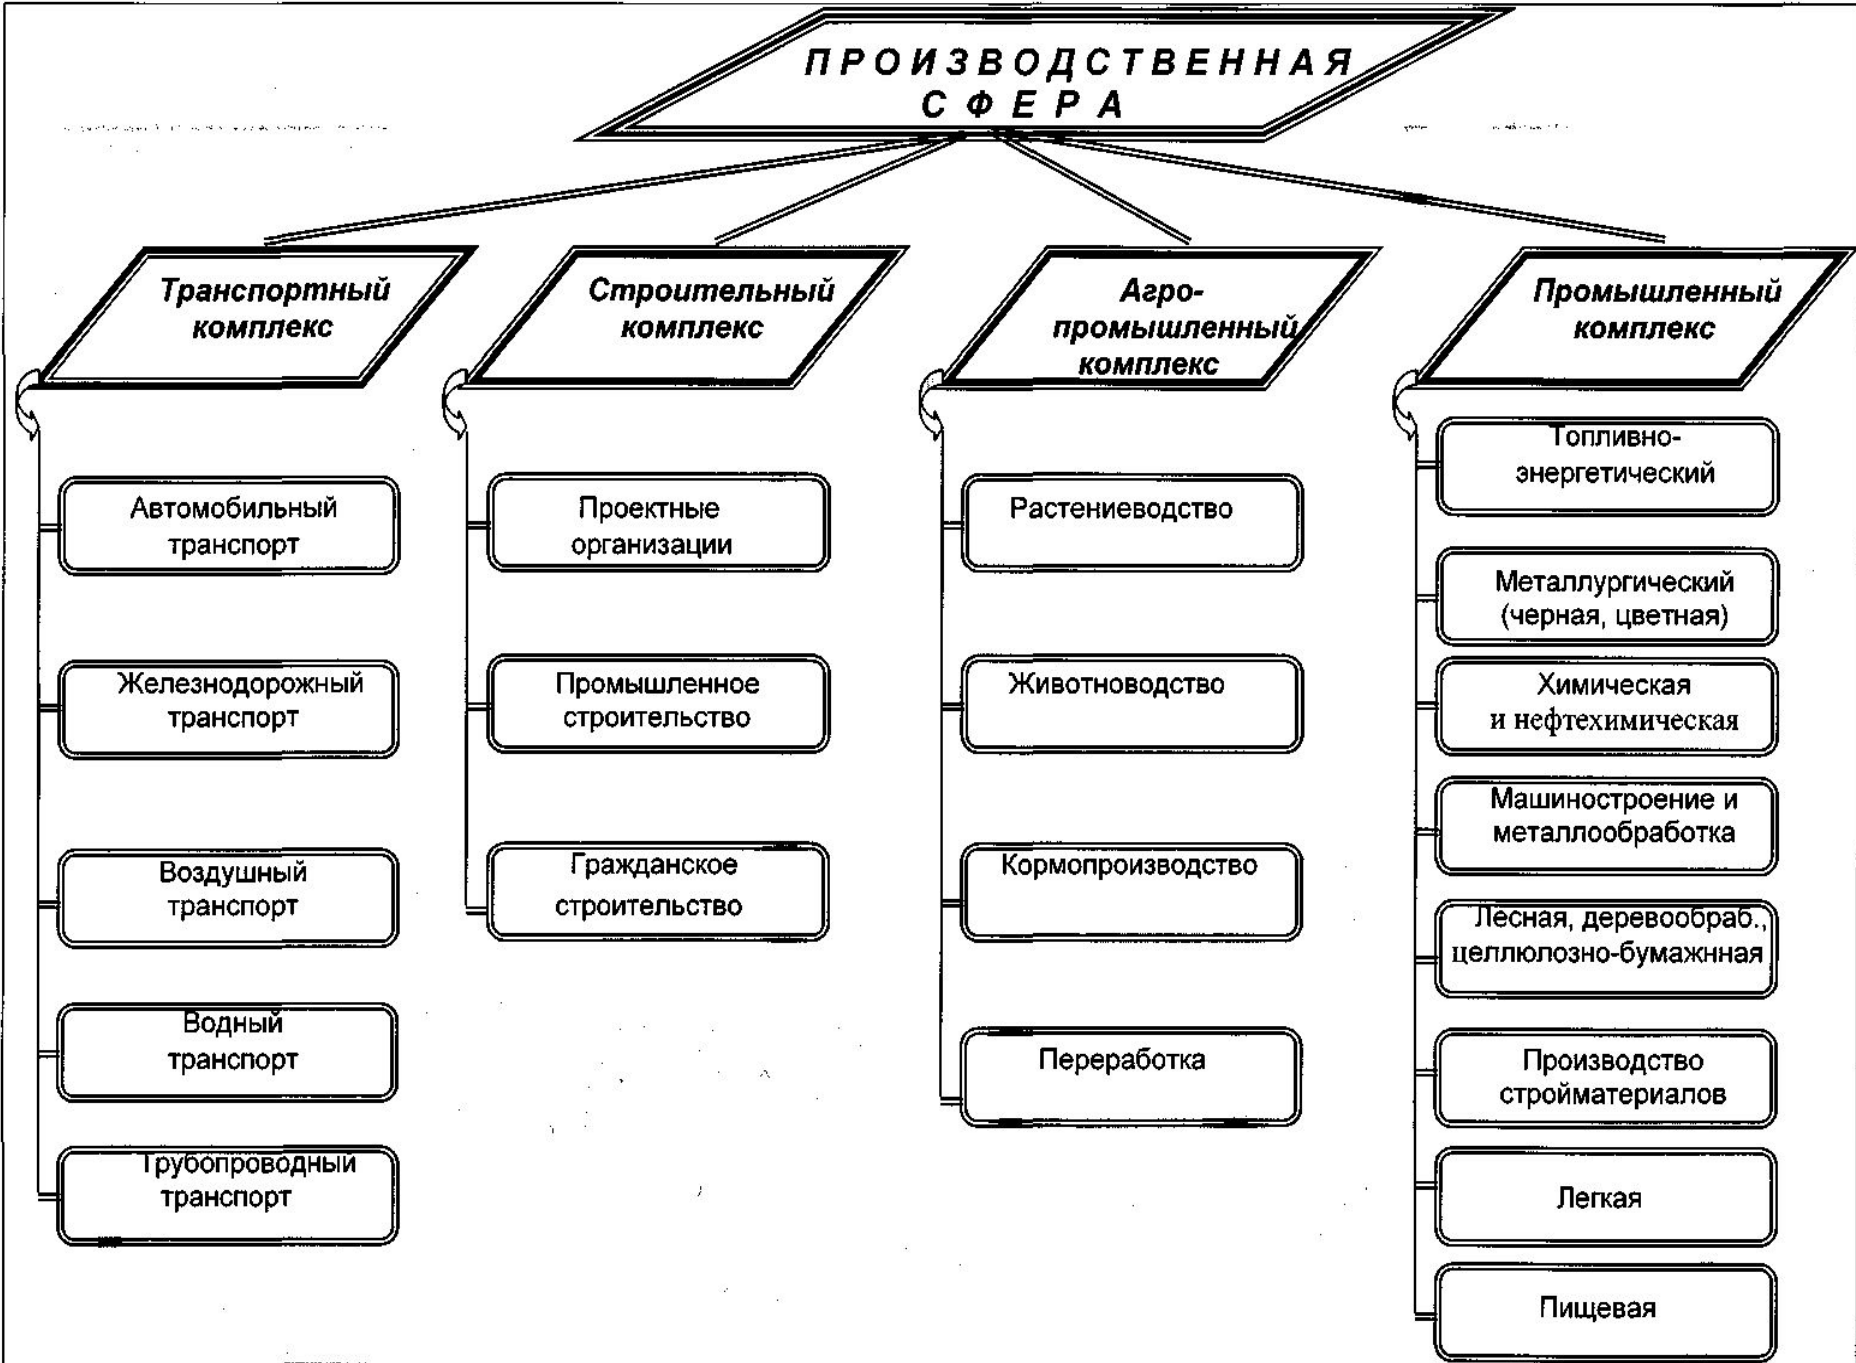 ПРОИЗВОДСТВЕННАЯ
СФЕРА
Транспортный
комплекс
Автомобильный
транспорт
Железнодорожный
транспорт
Воздушный
транспорт
Водный
транспорт
Трубопроводный
транспорт
Строительный
комплекс
Проектные
организации
Промышленное
строительство
Гражданское
строительство
Агро-
промышленный
комплекс
Растениеводство
Животноводство
Кормопроизводство
Переработка
Промышленный
комплекс
Топливно-
энергетический
Металлургический
(черная, цветная)
Химическая
и нефтехимическая
Машиностроение и
металлообработка
Лесная, деревообраб.,
целлюлозно-бумажнная
Производство
стройматериалов
Легкая
Пищевая